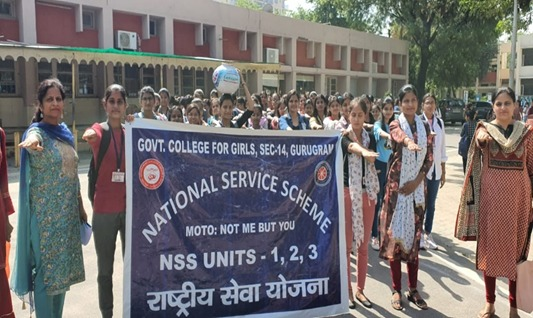 GOVT. COLLEGE FOR GIRLS, SEC-14, GURUGRAM
NATIONAL SERVICE SCHEME
MOTO: NOT ME BUT YOU
NSS UNITS - 1, 2, 3
राष्ट्रीय सेवा योजना